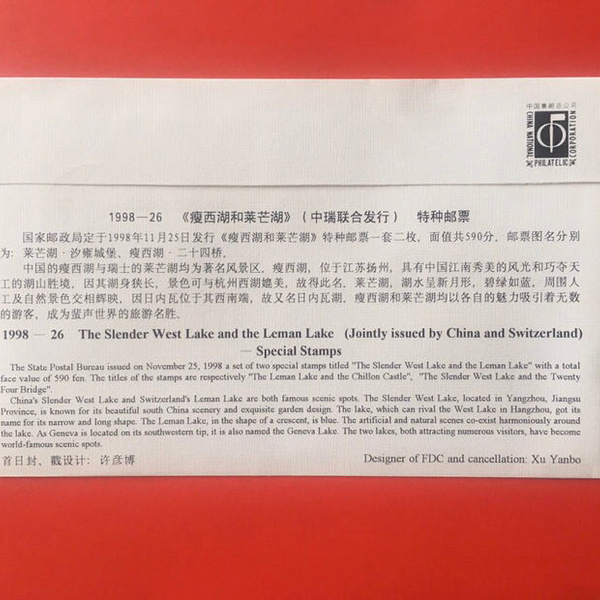 中国集邮总公司
CHINA NATIONAL
PHILATELIC
CORPORATION
1998—26 《瘦西湖和莱芒湖》(中瑞联合发行) 特种邮票
国家邮政局定于1998年11月25日发行《瘦西湖和莱芒湖》特种邮票一套二枚,面值共590分,邮票图名分别
为:莱芒湖·汐雍城堡、瘦西湖·二十四桥.
中国的瘦西湖与瑞士的莱芒湖均为著名风景区.瘦西湖,位于江苏扬州,具有中国江南秀美的风光和巧夺天
工的湖山胜境,因其湖身狭长,景色可与杭州西湖媲美,故得此名.莱芒湖,湖水呈新月形,碧绿如蓝,周围人
工及自然景色交相辉映,因日内瓦位于其西南端,故又名日内瓦湖.瘦西湖和莱芒湖均以各自的魅力吸引着无数
的游客,成为蜚声世界的旅游名胜.
1998 — 26 The Slender West Lake and the Leman Lake (Jointly issued by China and Switzerland)
— Special Stamps
The State Postal Bureau issued on November 25, 1998 a set of two special stamps titled "The Slender West Lake and the Leman Lake" with a total
face value of 590 fen. The titles of the stamps are respectively "The Leman Lake and the Chillon Castle", "The Slender West Lake and the Twenty
Four Bridge".
China's Slender West Lake and Switzerland's Leman Lake are both famous scenic spots. The Slender West Lake, located in Yangzhou, Jiangsu
Province, is known for its beautiful south China scenery and exquisite garden design. The lake, which can rival the West Lake in Hangzhou, got its
name for its narrow and long shape. The Leman Lake, in the shape of a crescent, is blue. The artificial and natural scenes co-exist harmoniously around
the lake. As Geneva is located on its southwestern tip, it is also named the Geneva Lake. The two lakes, both attracting numerous visitors, have become
world-famous scenic spots.
首日封、戳设计:许彦博 Designer of FDC and cancellation: Xu Yanbo